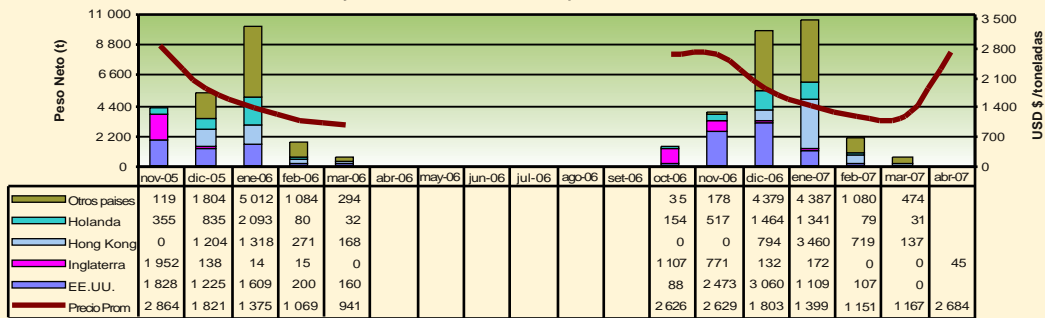 11 000
8 800
6 600
4 400
2 200
0
Peso Neto (t)
3 500
2 800
2 100
1 400
700
0
USD $ /toneladas
nov-05 dic-05 ene-06 feb-06 mar-06 abr-06 may-06 jun-06 jul-06 ago-06 set-06 oct-06 nov-06 dic-06 ene-07 feb-07 mar-07 abr-07
Otros paises 119 1 804 5 012 1 084 294 35 178 4 379 4 387 1 080 474
Holanda 355 835 2 093 80 32 154 517 1 464 1 341 79 31
Hong Kong 0 1 204 1 318 271 168 0 0 794 3 460 719 137
Inglaterra 1 952 138 14 15 0 1 107 771 132 172 0 0 45
EE.UU. 1 828 1 225 1 609 200 160 88 2 473 3 060 1 109 107 0
Precio Prom 2 864 1 821 1 375 1 069 941 2 626 2 629 1 803 1 399 1 151 1 167 2 684